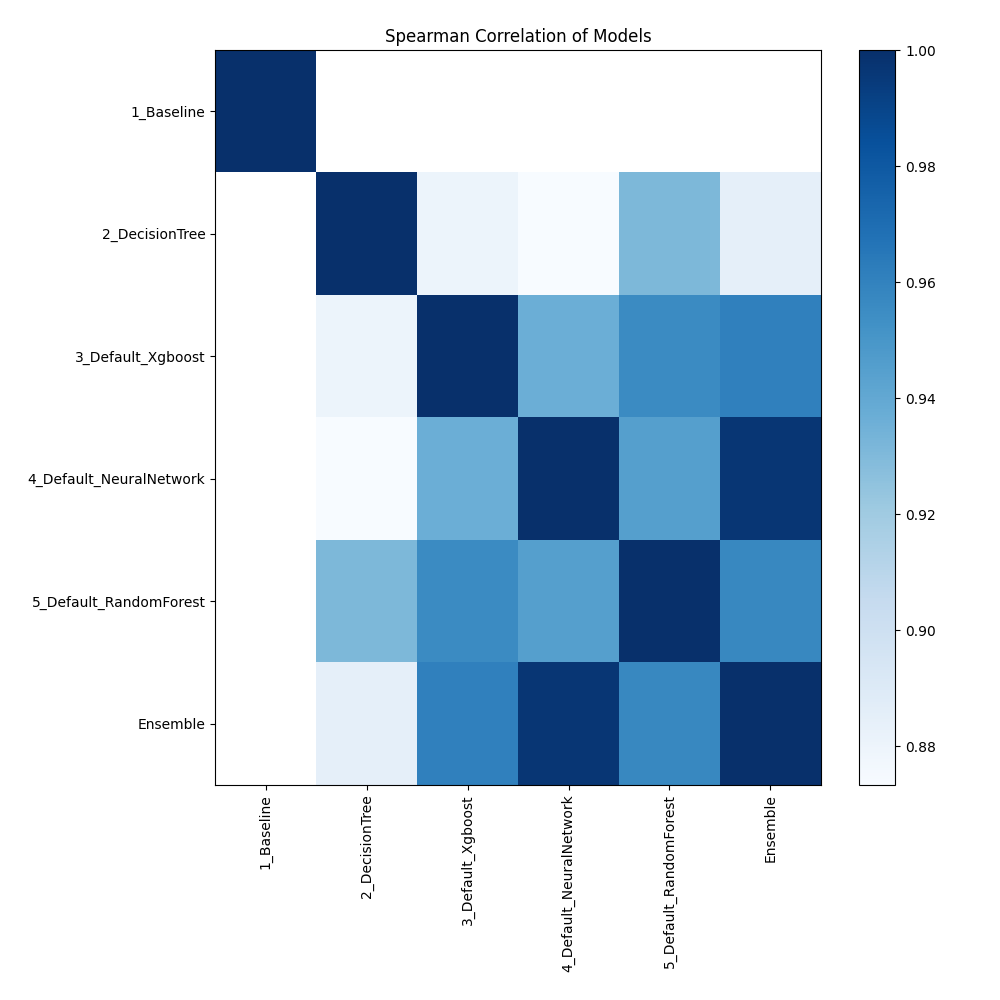 Spearman Correlation of Models
1_Baseline
2_DecisionTree
3_Default_Xgboost
4_Default_NeuralNetwork
5_Default_RandomForest
Ensemble
1_Baseline
2_DecisionTree
3_Default_Xgboost
4_Default_NeuralNetwork
5_Default_RandomForest
Ensemble
1.00
0.98
0.96
0.94
0.92
0.90
0.88